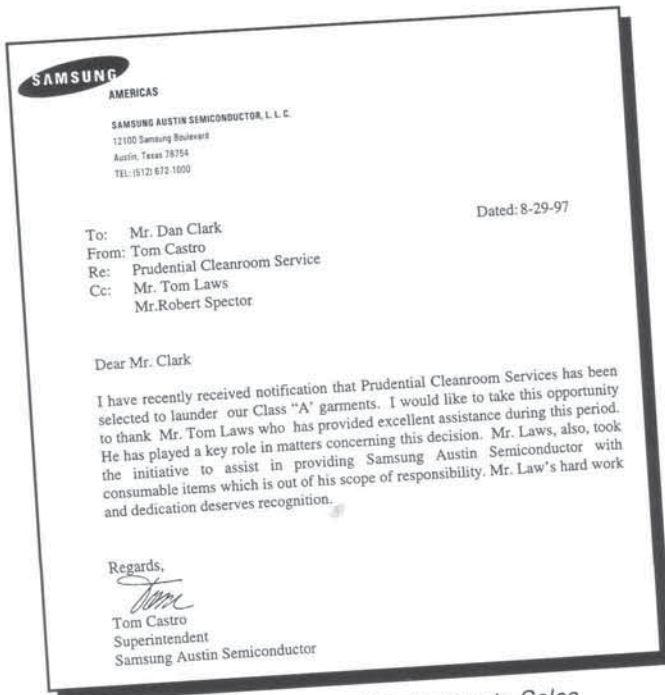 SAMSUNG
AMERICAS
SAMSUNG AUSTIN SEMICONDUCTOR, L. L. C.
12100 Samsung Boulevard
Austin, Texas 78754
TEL: (512) 672-1000
Dated: 8-29-97
To: Mr. Dan Clark
From: Tom Castro
Re: Prudential Cleanroom Service
Cc: Mr. Tom Laws
Mr.Robert Spector
Dear Mr. Clark
I have recently received notification that Prudential Cleanroom Services has been
selected to launder our Class "A' garments. I would like to take this opportunity
to thank Mr. Tom Laws who has provided excellent assistance during this period.
He has played a key role in matters concerning this decision. Mr. Laws, also, took
the initiative to assist in providing Samsung Austin Semiconductor with
consumable items which is out of his scope of responsibility. Mr. Law's hard work
and dedication deserves recognition.
Regards,
Tom
Tom Castro
Superintendent
Samsung Austin Semiconductor
Sales